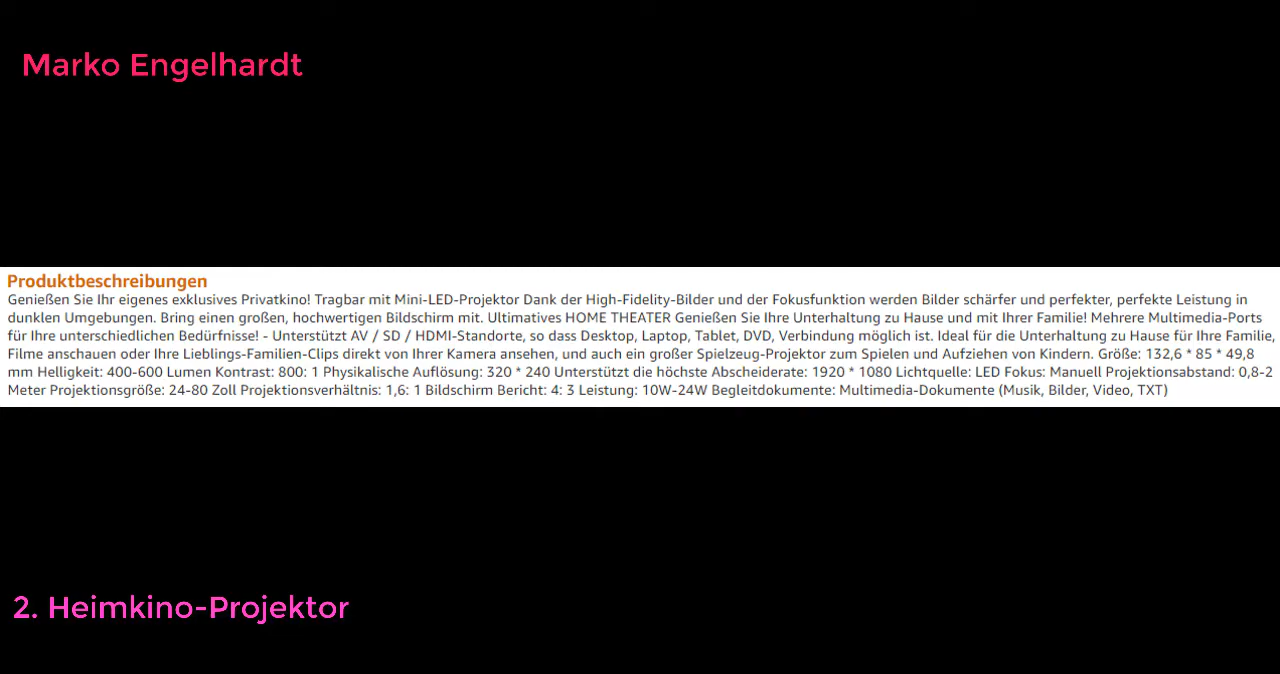 Marko Engelhardt
Produktbeschreibungen
Genießen Sie Ihr eigenes exklusives Privatkino! Tragbar mit Mini-LED-Projektor Dank der High-Fidelity-Bilder und der Fokusfunktion werden Bilder schärfer und perfekter, perfekte Leistung in
dunklen Umgebungen. Bring einen großen, hochwertigen Bildschirm mit. Ultimatives HOME THEATER Genießen Sie Ihre Unterhaltung zu Hause und mit Ihrer Familie! Mehrere Multimedia-Ports
für Ihre unterschiedlichen Bedürfnisse! - Unterstützt AV / SD / HDMI-Standorte, so dass Desktop, Laptop, Tablet, DVD, Verbindung möglich ist. Ideal für die Unterhaltung zu Hause für Ihre Familie,
Filme anschauen oder Ihre Lieblings-Familien-Clips direkt von Ihrer Kamera ansehen, und auch ein großer Spielzeug-Projektor zum Spielen und Aufziehen von Kindern. Größe: 132,6 * 85 * 49,8
mm Helligkeit: 400-600 Lumen Kontrast: 800: 1 Physikalische Auflösung: 320 * 240 Unterstützt die höchste Abscheiderate: 1920 * 1080 Lichtquelle: LED Fokus: Manuell Projektionsabstand: 0,8-2
Meter Projektionsgröße: 24-80 Zoll Projektionsverhältnis: 1,6: 1 Bildschirm Bericht: 4: 3 Leistung: 10W-24W Begleitdokumente: Multimedia-Dokumente (Musik, Bilder, Video, TXT)
2. Heimkino-Projektor